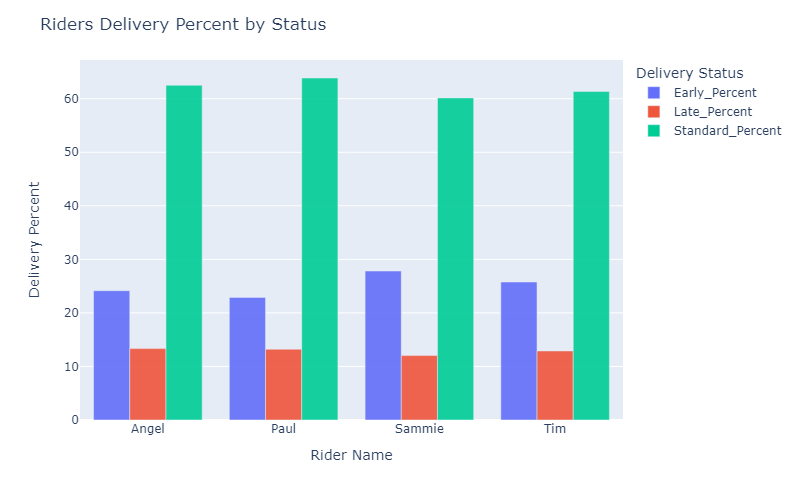 Riders Delivery Percent by Status
Delivery Status
Early_Percent
Late_Percent
Standard_Percent
Delivery Percent
60
50
40
30
20
10
0
Angel
Paul
Sammie
Tim
Rider Name